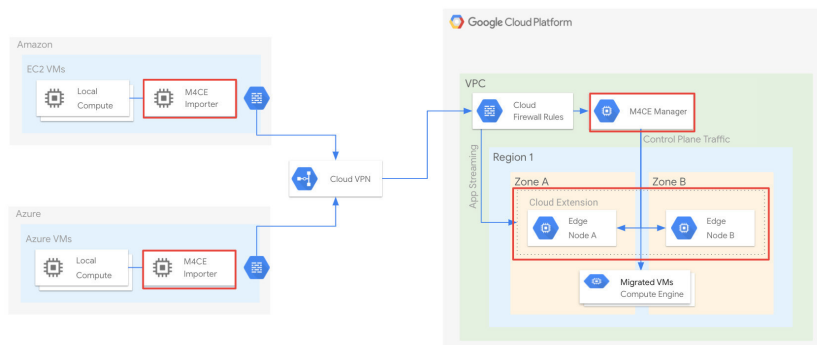 Google Cloud Platform
Amazon
EC2 VMs
Local
Compute
M4CE
Importer
Azure
Azure VMs
Local
Compute
M4CE
Importer
Cloud VPN
VPC
Cloud
Firewall Rules
M4CE Manager
Control Plane Traffic
App Streaming
Region 1
Zone A
Zone B
Cloud Extension
Edge
Node A
Edge
Node B
Migrated VMs
Compute Engine